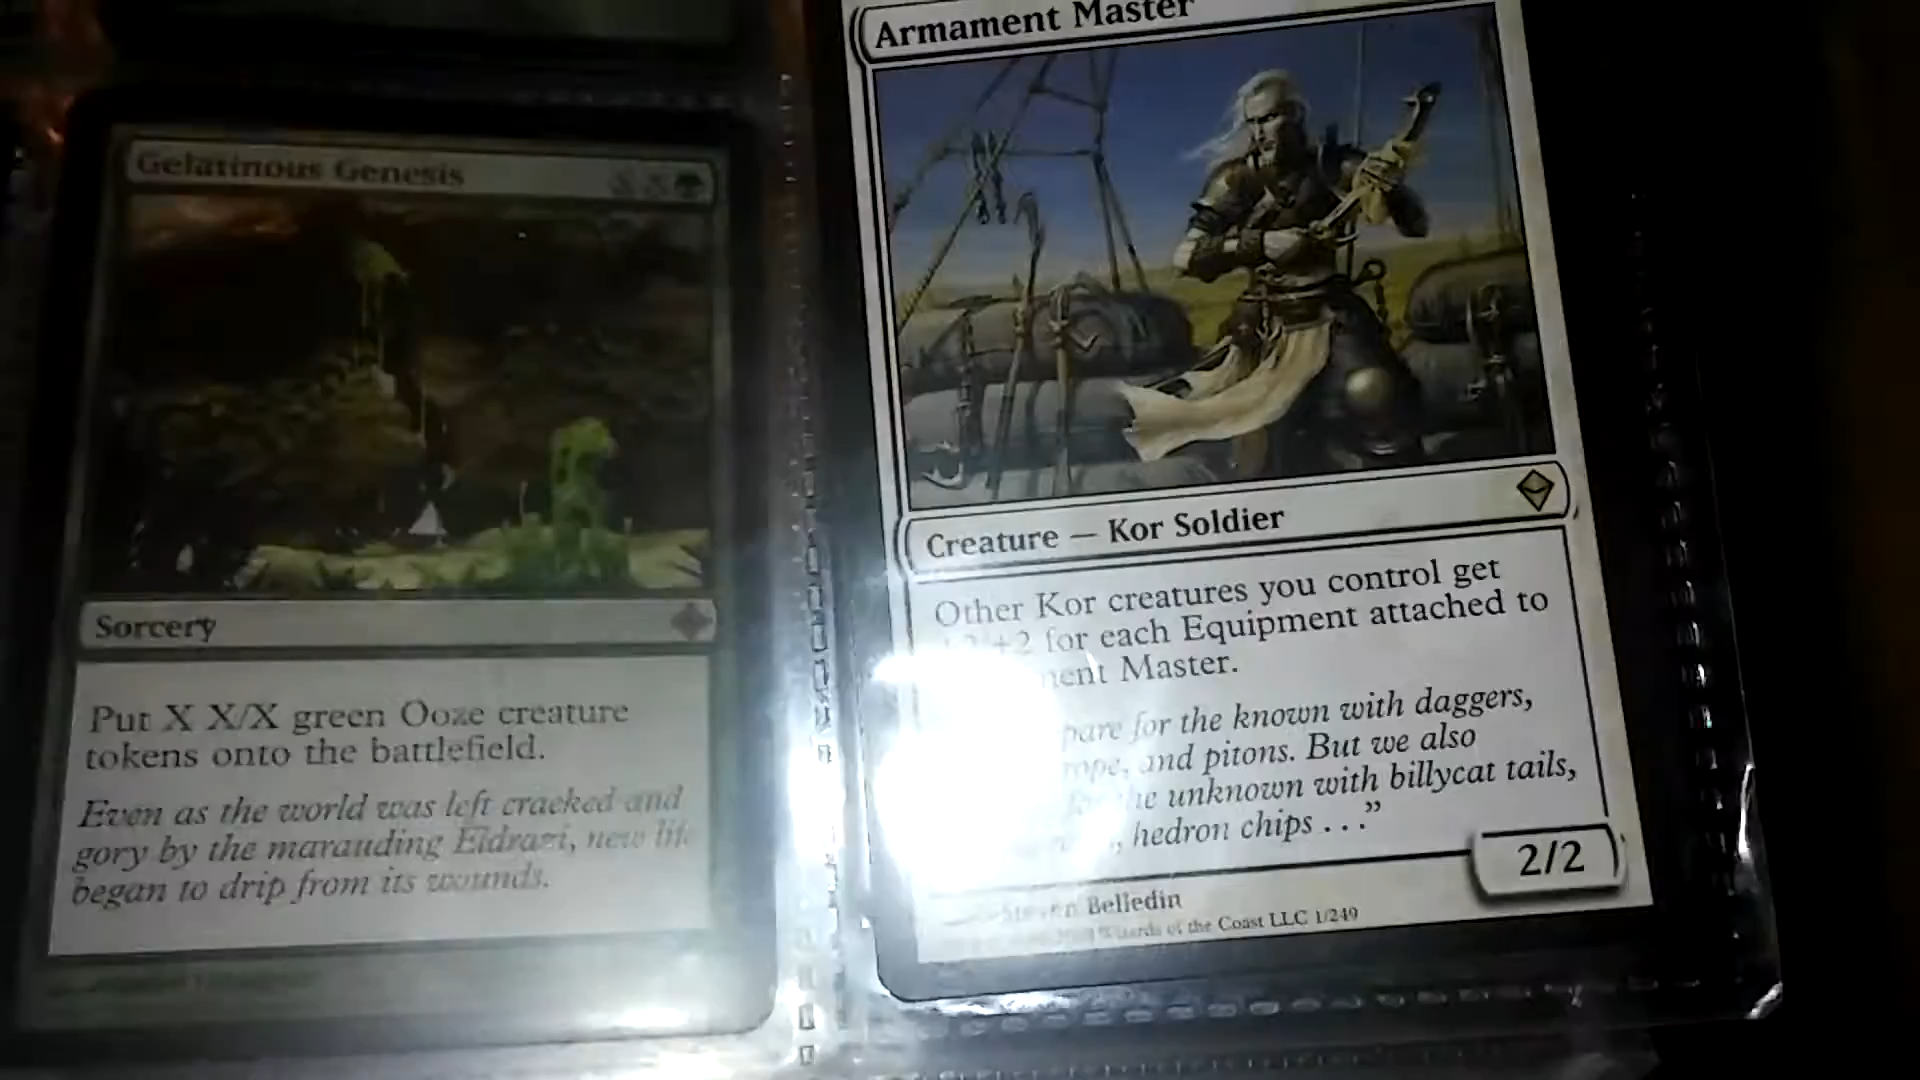 Gelatinous Genesis
X X
Sorcery
Put X X/X green Ooze creature
tokens onto the battlefield.
Even as the world was left cracked and
gory by the marauding Eldrazi, new life
began to drip from its wounds.
Armament Master
Creature — Kor Soldier
Other Kor creatures you control get
+2/+2 for each Equipment attached to
Master.
for the known with daggers,
and pitons. But we also
the unknown with billycat tails,
hedron chips . . ."
2/2
Steven Belledin
Wizards of the Coast LLC 1/249